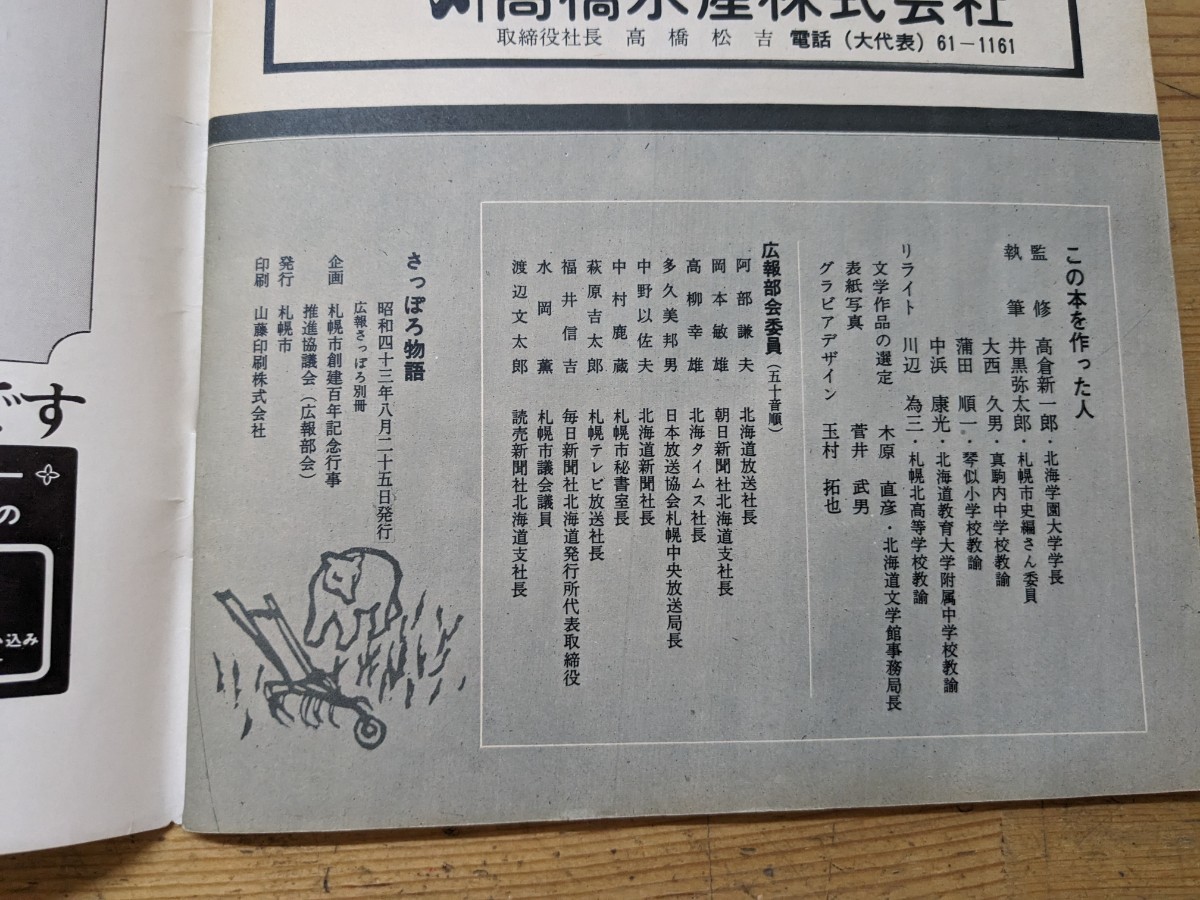 高橋水産株式会社
取締役社長 高橋松吉 電話(大代表)61-1161
この本を作った人
監修 高倉新一郎・北海学園大学学長
執筆 井黒弥太郎・札幌市史編さん委員
大西久男・真駒内中学校教諭
蒲田順一・琴似小学校教諭
中浜康光・北海道教育大学附属中学校教諭
リライト 川辺為三・札幌北高等学校教諭
文学作品の選定 木原直彦・北海道文学館事務局長
表紙写真 菅井武男
グラビアデザイン 玉村拓也
広報部会委員(五十音順)
阿部謙夫 北海道放送社長
岡本敏雄 朝日新聞社北海道支社長
高柳幸雄 北海タイムス社長
多久美邦男 日本放送協会札幌中央放送局長
中野以佐夫 北海道新聞社長
中村鹿蔵 札幌市秘書室長
萩原吉太郎 札幌テレビ放送社長
福井信吉 毎日新聞社北海道発行所代表取締役
水岡薫 札幌市議会議員
渡辺文太郎 読売新聞社北海道支社長
さっぽろ物語
昭和四十三年八月二十五日発行
広報さっぽろ別冊
企画 札幌市創建百年記念行事
推進協議会(広報部会)
発行 札幌市
印刷 山藤印刷株式会社
です
の
込み